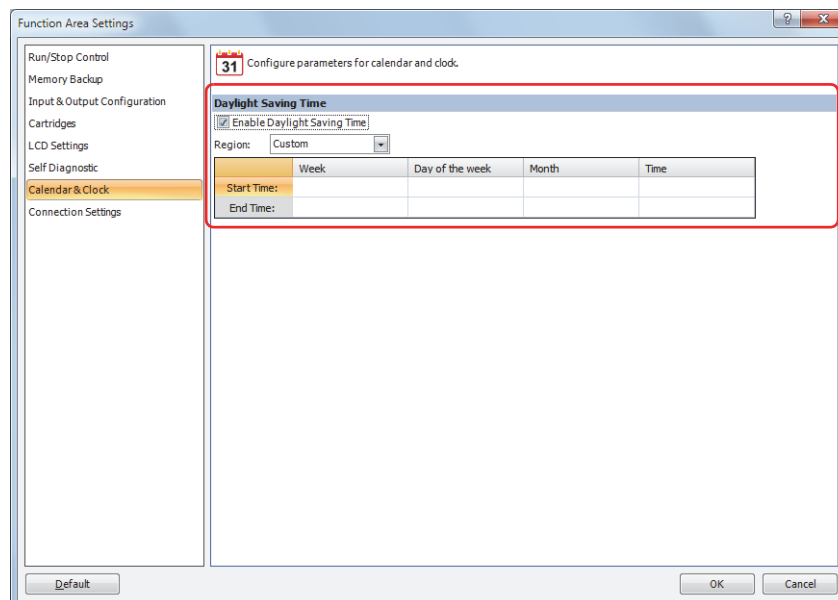 Function Area Settings
? X
Run/Stop Control
Memory Backup
Input & Output Configuration
Cartridges
LCD Settings
Self Diagnostic
Calendar & Clock
Connection Settings
31 Configure parameters for calendar and clock.
Daylight Saving Time
Enable Daylight Saving Time
Region: Custom
Week Day of the week Month Time
Start Time:
End Time:
Default OK Cancel